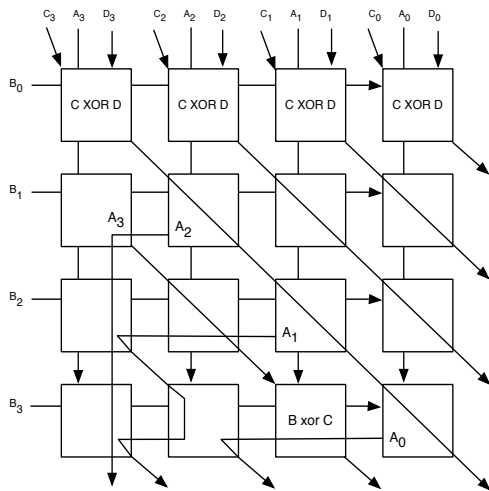 C3 A3 D3 C2 A2 D2 C1 A1 D1 C0 A0 D0
B0 C XOR D C XOR D C XOR D C XOR D
B1
A3 A2
B2
A1
B3 B xor C
A0